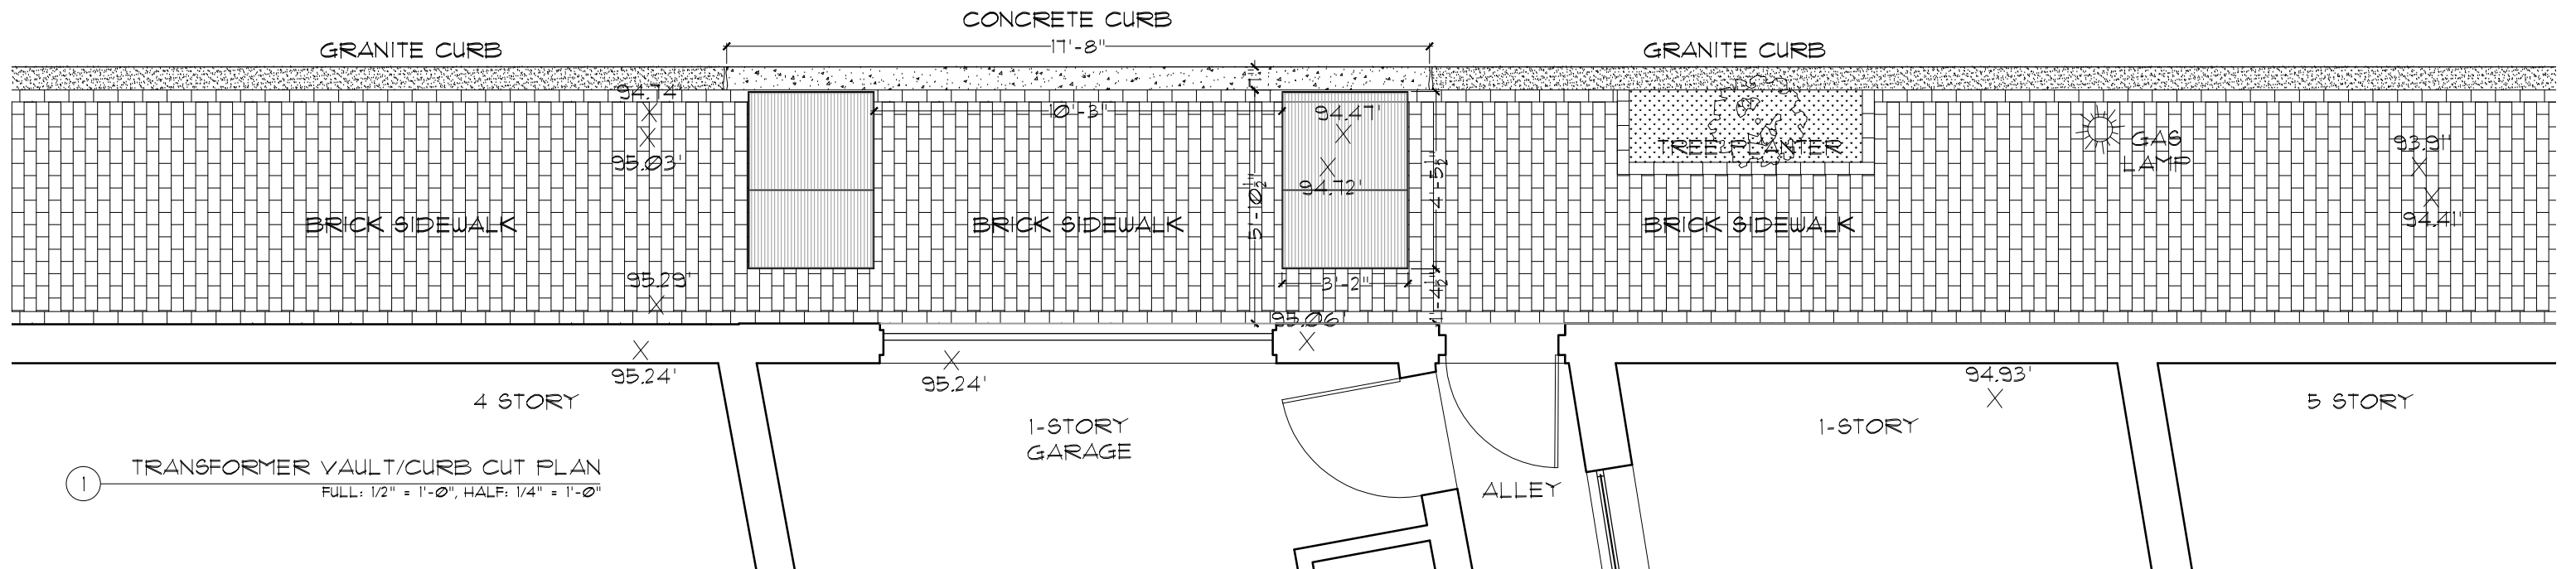 CONCRETE CURB
GRANITE CURB
17'-8"
GRANITE CURB
7"
94.74'
10'-3"
94.47'
TREE PLANTER
GAS
LAMP
93.91'
95.03'
5'-10½"
94.72'
4'-5½"
94.41'
BRICK SIDEWALK
BRICK SIDEWALK
BRICK SIDEWALK
95.29'
3'-2"
1'-4½"
95.06'
95.24'
95.24'
94.93'
4 STORY
1-STORY
GARAGE
1-STORY
5 STORY
ALLEY
1
TRANSFORMER VAULT/CURB CUT PLAN
FULL: 1/2" = 1'-0", HALF: 1/4" = 1'-0"